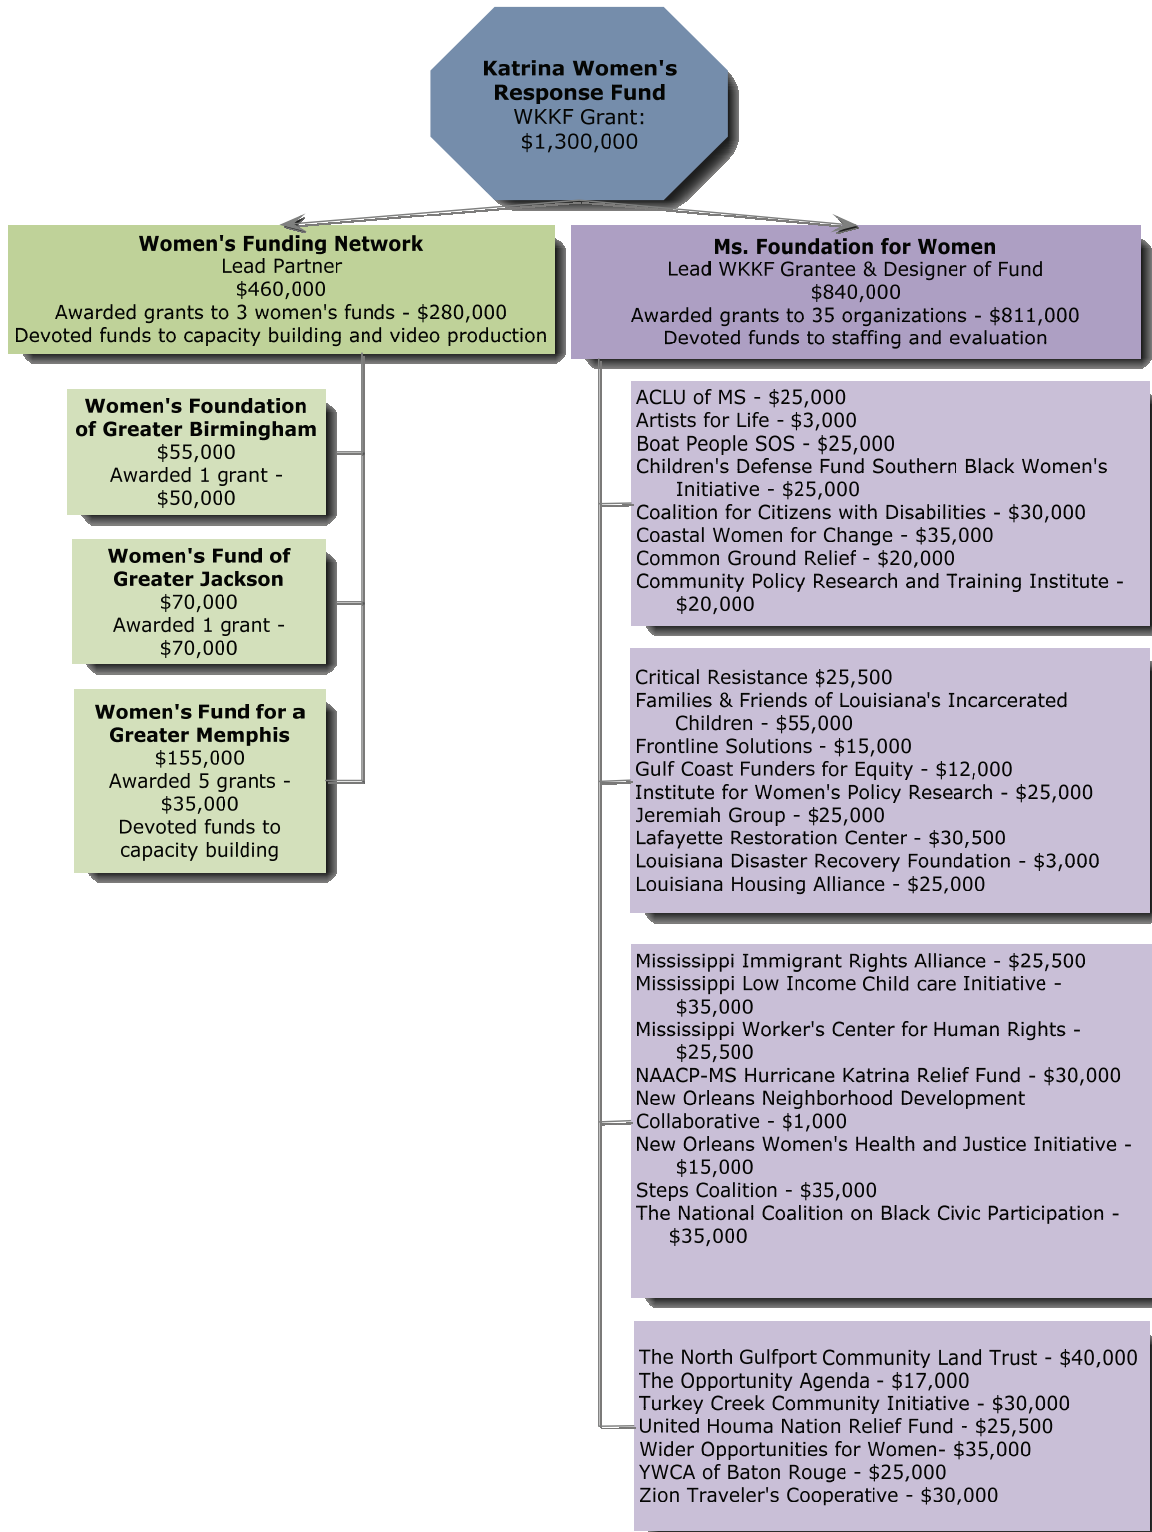 Katrina Women's
Response Fund
WKKF Grant:
$1,300,000
Women's Funding Network
Lead Partner
$460,000
Awarded grants to 3 women's funds - $280,000
Devoted funds to capacity building and video production
Ms. Foundation for Women
Lead WKKF Grantee & Designer of Fund
$840,000
Awarded grants to 35 organizations - $811,000
Devoted funds to staffing and evaluation
Women's Foundation
of Greater Birmingham
$55,000
Awarded 1 grant -
$50,000
Women's Fund of
Greater Jackson
$70,000
Awarded 1 grant -
$70,000
Women's Fund for a
Greater Memphis
$155,000
Awarded 5 grants -
$35,000
Devoted funds to
capacity building
ACLU of MS - $25,000
Artists for Life - $3,000
Boat People SOS - $25,000
Children's Defense Fund Southern Black Women's
Initiative - $25,000
Coalition for Citizens with Disabilities - $30,000
Coastal Women for Change - $35,000
Common Ground Relief - $20,000
Community Policy Research and Training Institute -
$20,000
Critical Resistance $25,500
Families & Friends of Louisiana's Incarcerated
Children - $55,000
Frontline Solutions - $15,000
Gulf Coast Funders for Equity - $12,000
Institute for Women's Policy Research - $25,000
Jeremiah Group - $25,000
Lafayette Restoration Center - $30,500
Louisiana Disaster Recovery Foundation - $3,000
Louisiana Housing Alliance - $25,000
Mississippi Immigrant Rights Alliance - $25,500
Mississippi Low Income Child care Initiative -
$35,000
Mississippi Worker's Center for Human Rights -
$25,500
NAACP-MS Hurricane Katrina Relief Fund - $30,000
New Orleans Neighborhood Development
Collaborative - $1,000
New Orleans Women's Health and Justice Initiative -
$15,000
Steps Coalition - $35,000
The National Coalition on Black Civic Participation -
$35,000
The North Gulfport Community Land Trust - $40,000
The Opportunity Agenda - $17,000
Turkey Creek Community Initiative - $30,000
United Houma Nation Relief Fund - $25,500
Wider Opportunities for Women- $35,000
YWCA of Baton Rouge - $25,000
Zion Traveler's Cooperative - $30,000